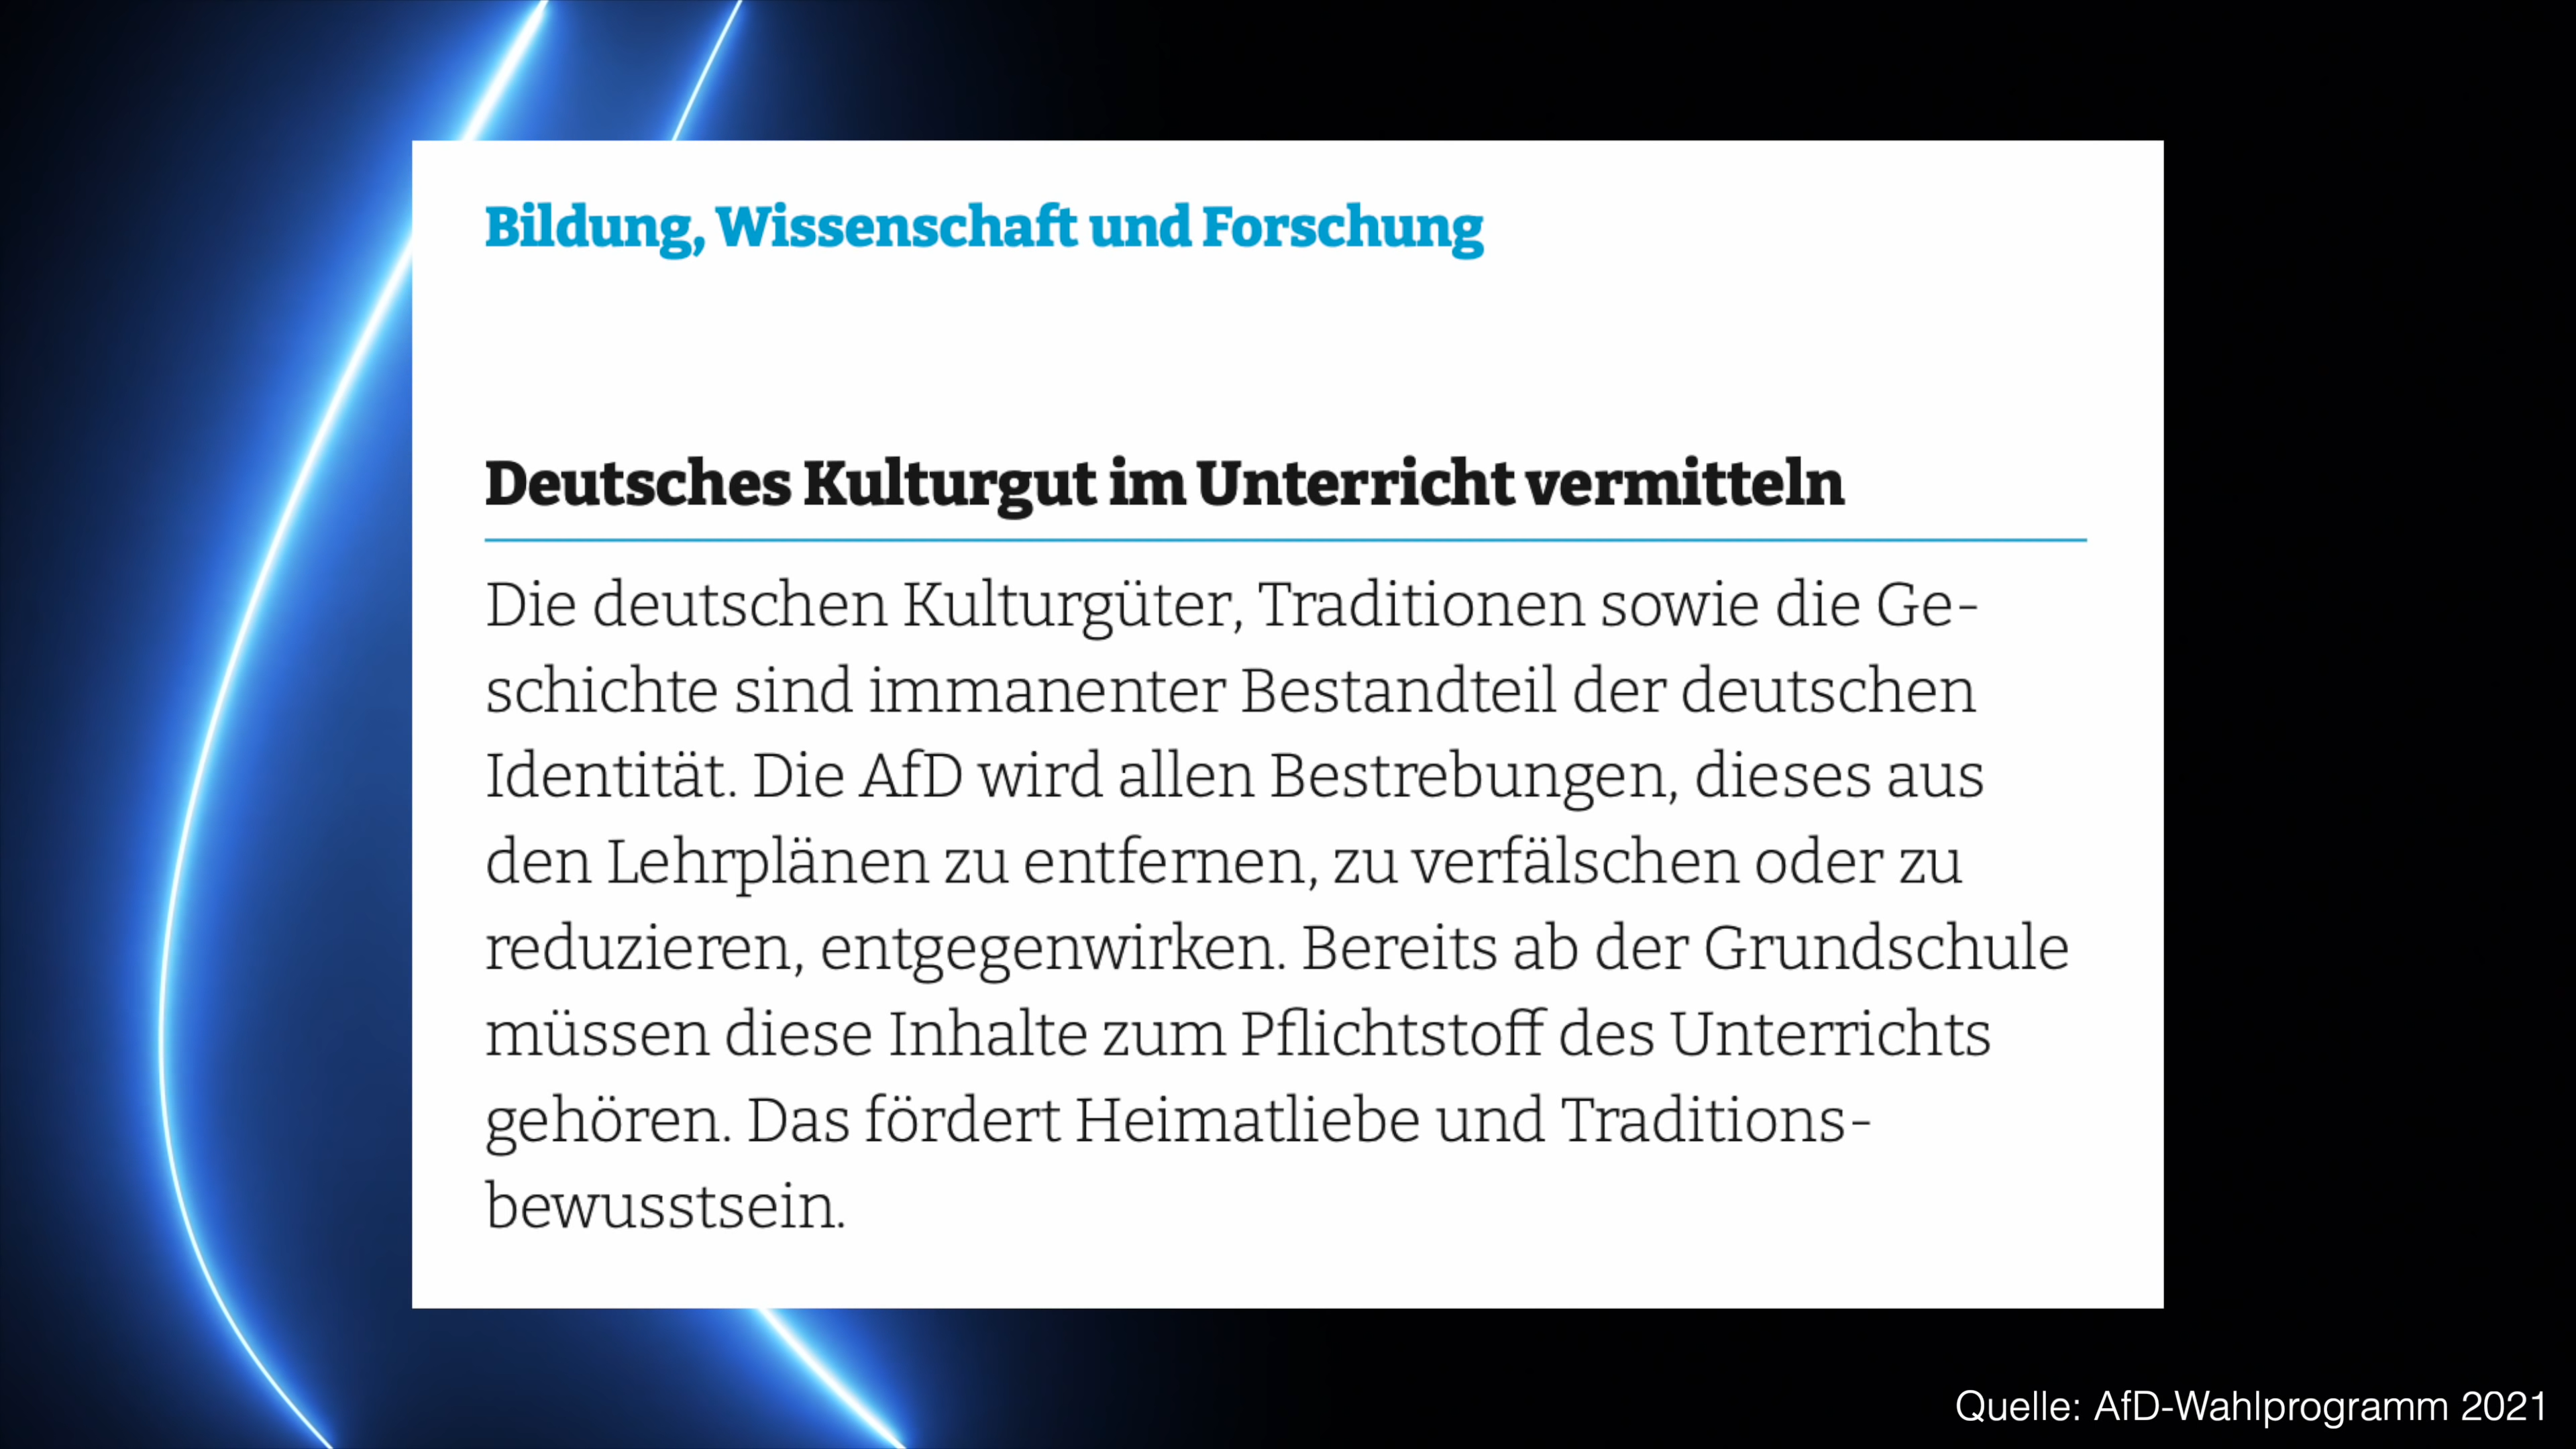 Bildung, Wissenschaft und Forschung
Deutsches Kulturgut im Unterricht vermitteln
Die deutschen Kulturgüter, Traditionen sowie die Ge-
schichte sind immanenter Bestandteil der deutschen
Identität. Die AfD wird allen Bestrebungen, dieses aus
den Lehrplänen zu entfernen, zu verfälschen oder zu
reduzieren, entgegenwirken. Bereits ab der Grundschule
müssen diese Inhalte zum Pflichtstoff des Unterrichts
gehören. Das fördert Heimatliebe und Traditions-
bewusstsein.
Quelle: AfD-Wahlprogramm 2021